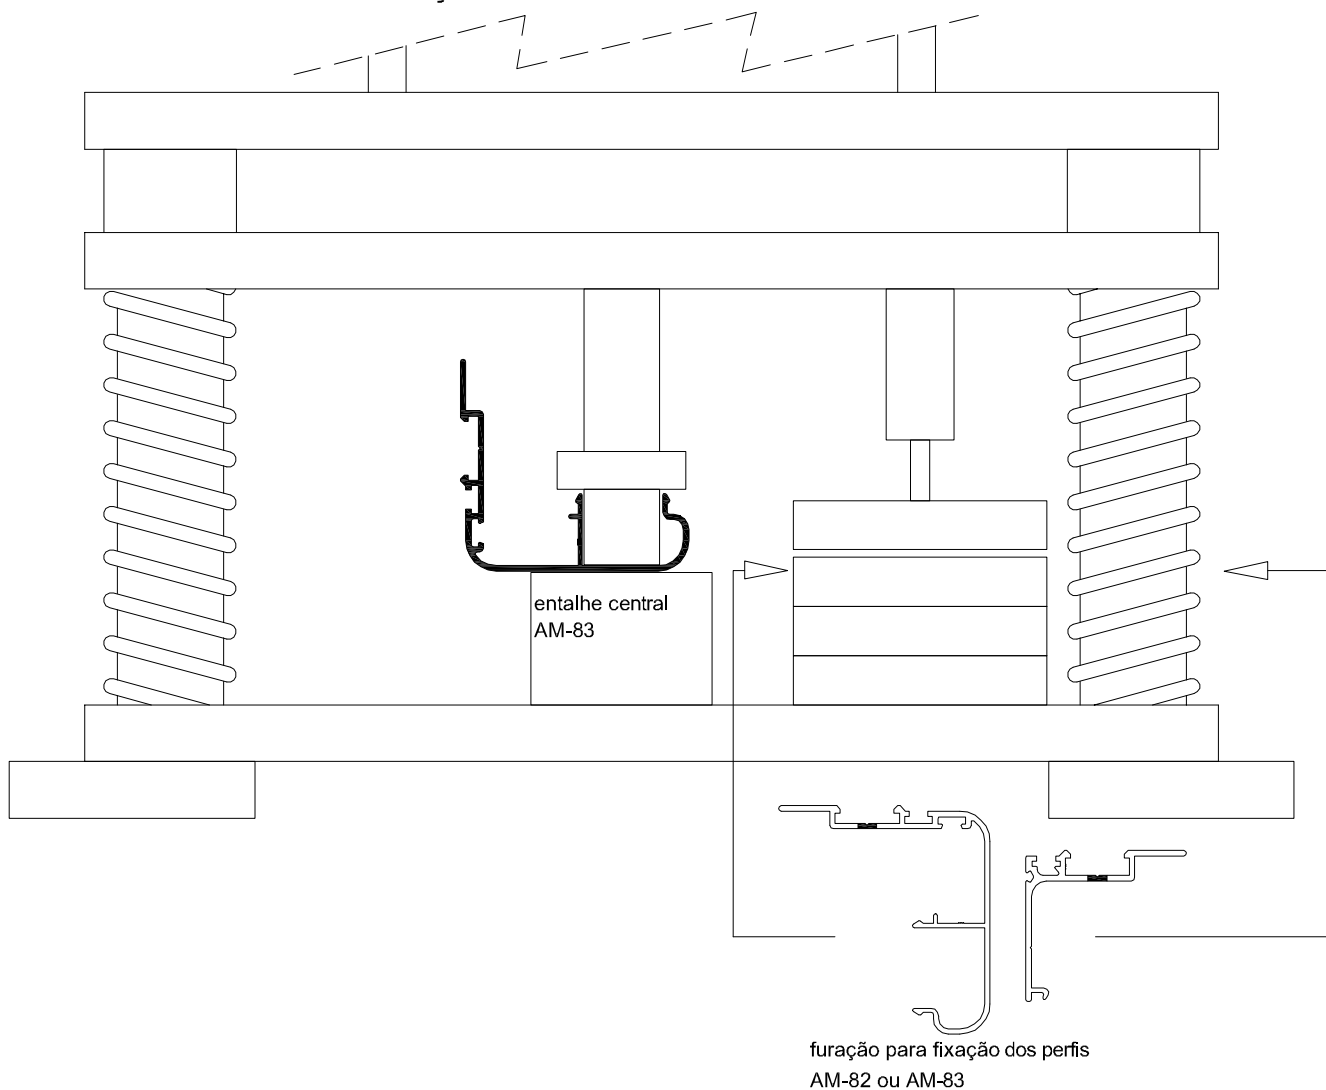 entalhe central
AM-83
furação para fixação dos perfis
AM-82 ou AM-83